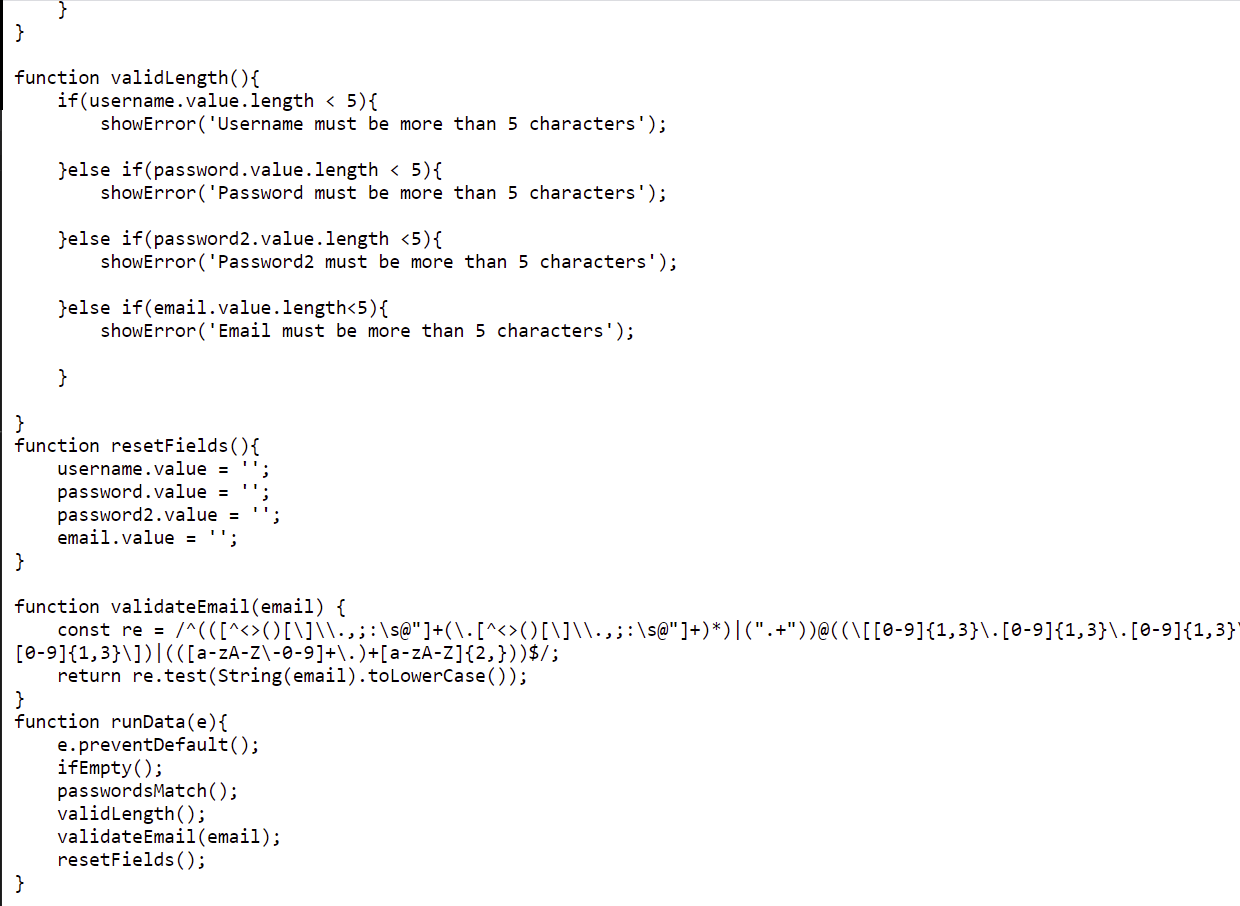 }
}

function validLength(){
    if(username.value.length < 5){
        showError('Username must be more than 5 characters');

    }else if(password.value.length < 5){
        showError('Password must be more than 5 characters');

    }else if(password2.value.length <5){
        showError('Password2 must be more than 5 characters');

    }else if(email.value.length<5){
        showError('Email must be more than 5 characters');

    }

}
function resetFields(){
    username.value = '';
    password.value = '';
    password2.value = '';
    email.value = '';
}

function validateEmail(email) {
    const re = /^(([^<>()[\]\\.,;:\s@"]+(\.[^<>()[\]\\.,;:\s@"]+)*)|(".+"))@((\[[0-9]{1,3}\.[0-9]{1,3}\.[0-9]{1,3}\
[0-9]{1,3}\])|(([a-zA-Z\-0-9]+\.)+[a-zA-Z]{2,}))$/;
    return re.test(String(email).toLowerCase());
}
function runData(e){
    e.preventDefault();
    ifEmpty();
    passwordsMatch();
    validLength();
    validateEmail(email);
    resetFields();
}